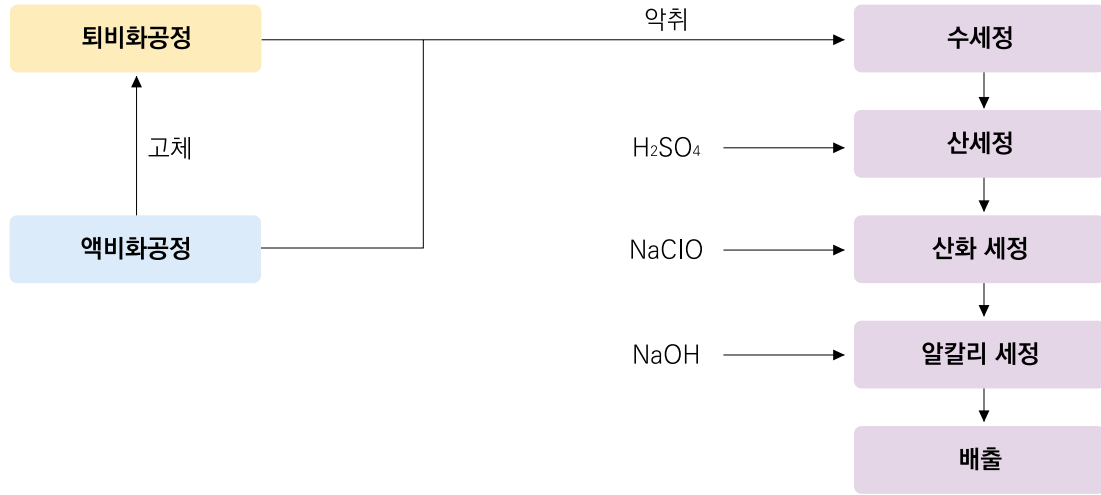 퇴비화공정
악취
수세정
고체
H₂SO₄
산세정
액비화공정
NaClO
산화 세정
NaOH
알칼리 세정
배출